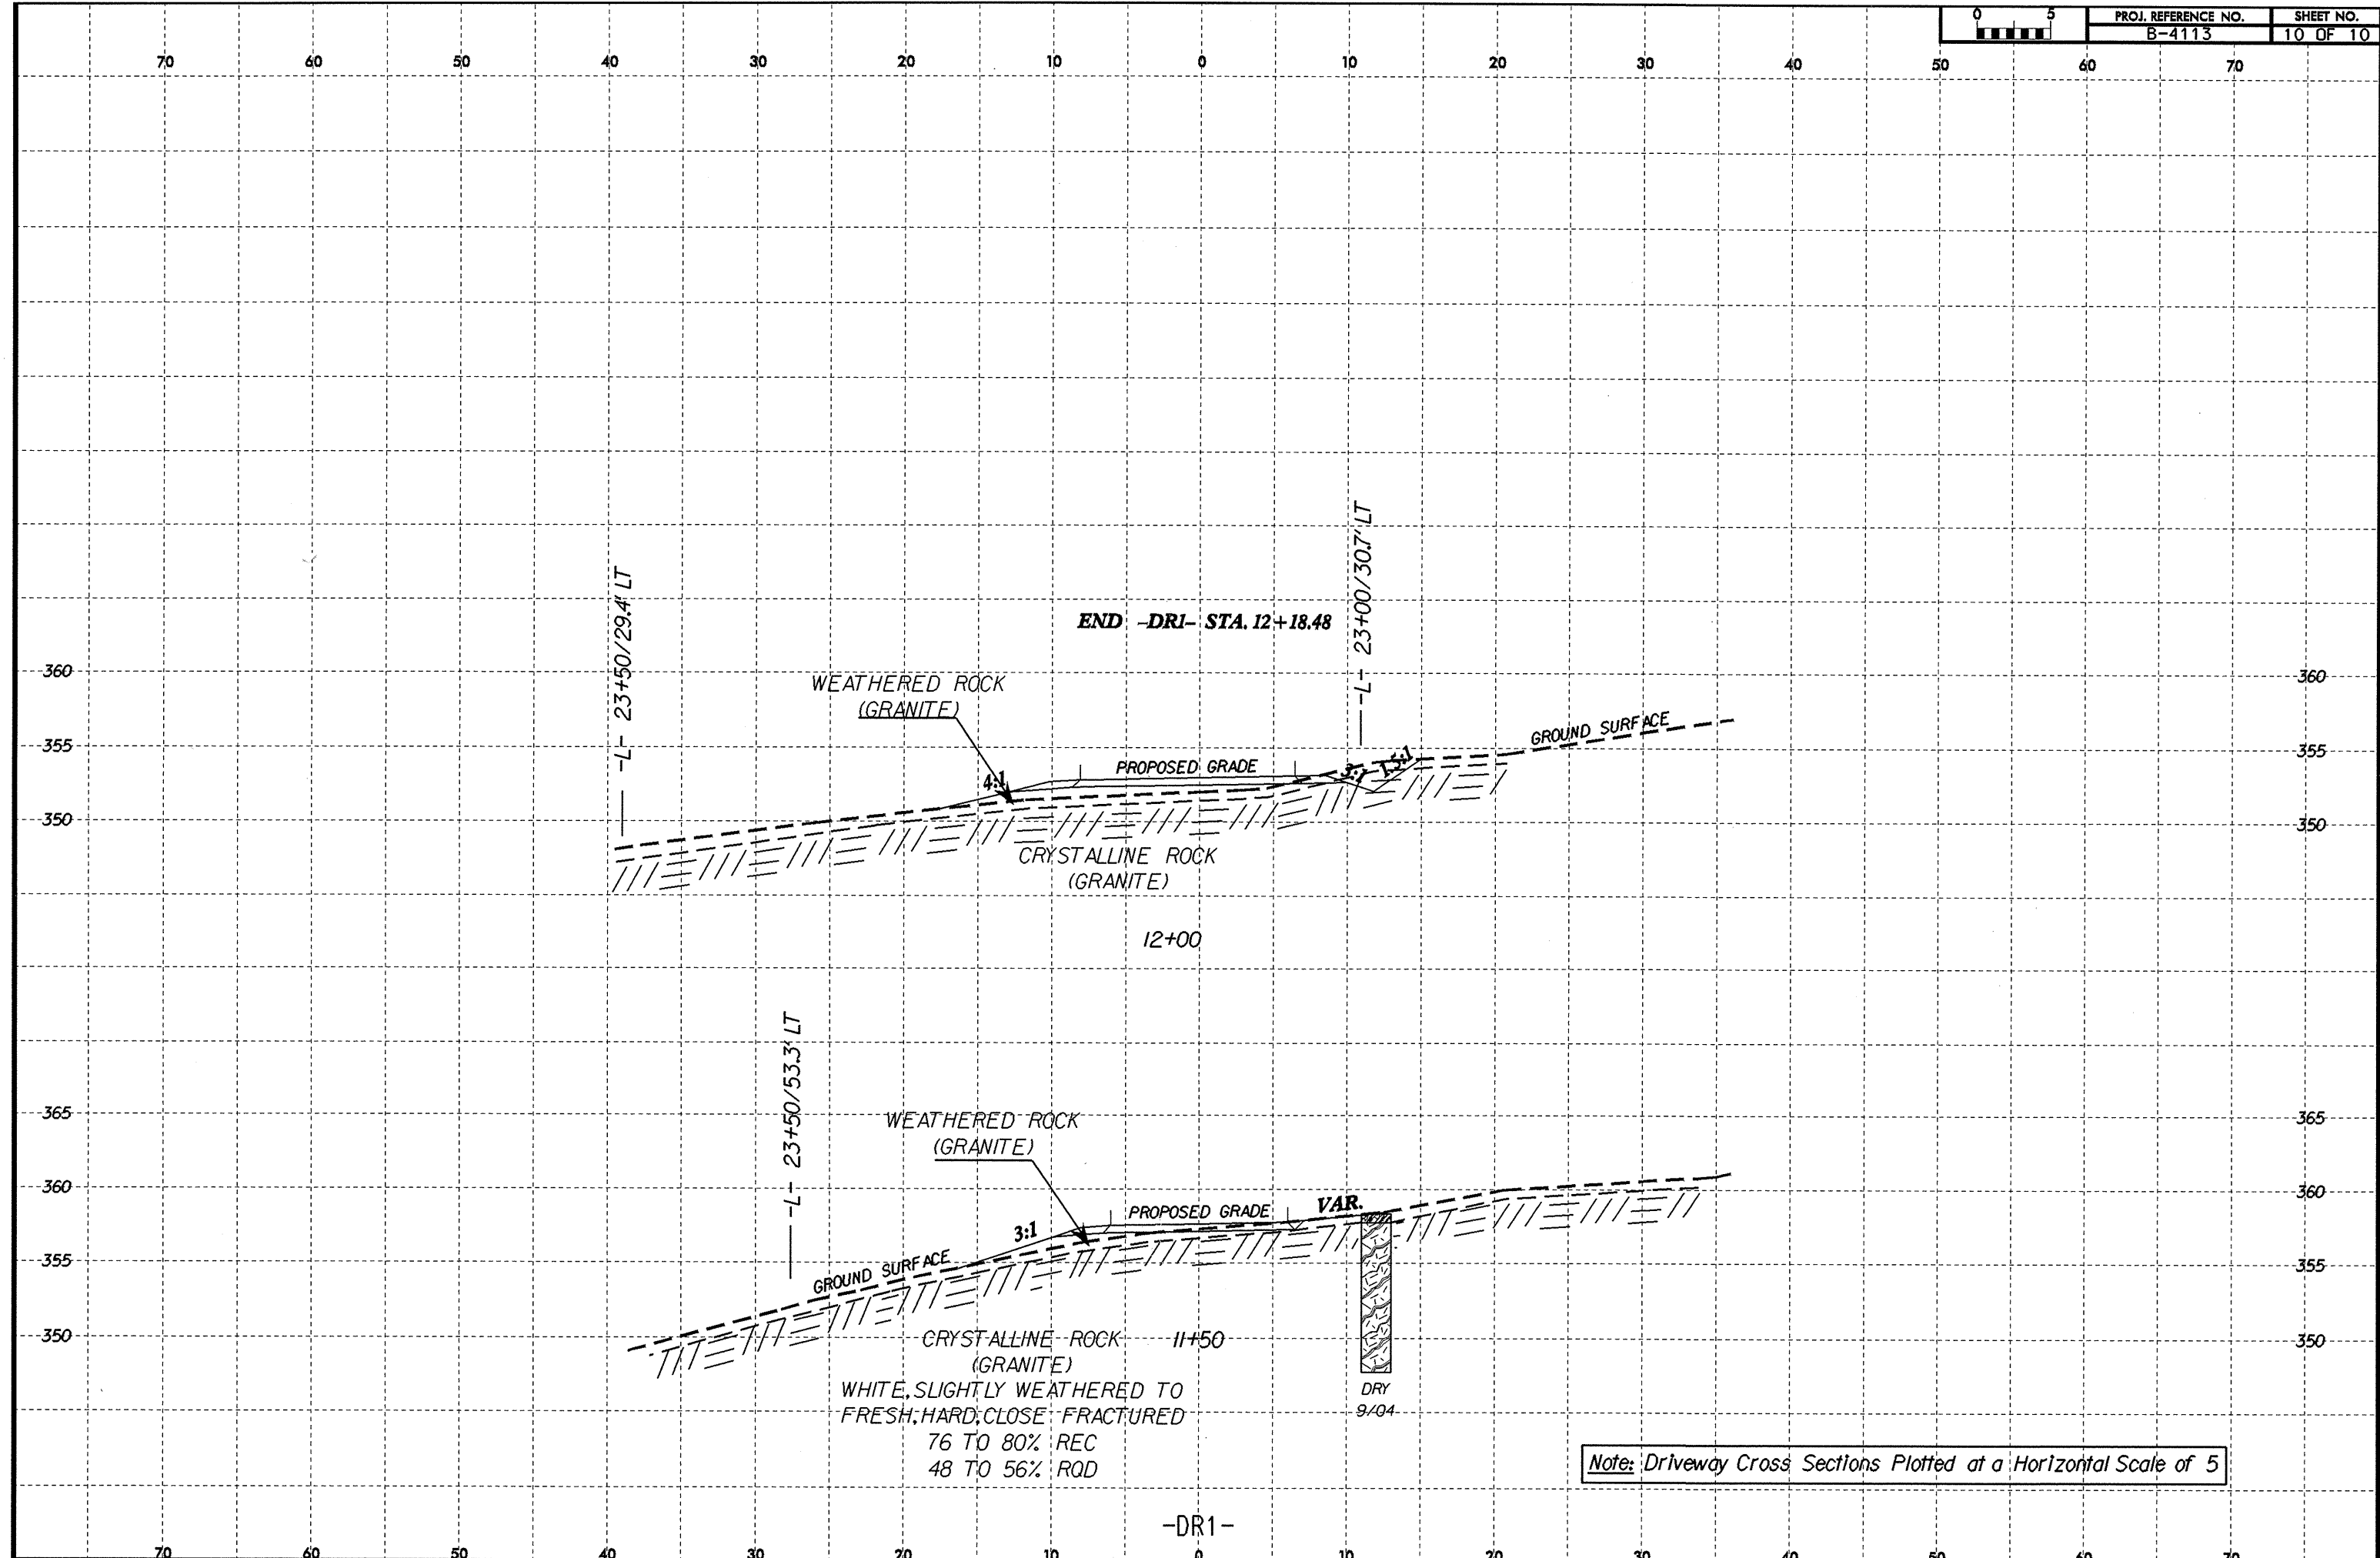 0 5
PROJ. REFERENCE NO.
SHEET NO.
B-4113
10 OF 10
70 60 50 40 30 20 10 0 10 20 30 40 50 60 70
-L- 23+50/29.4' LT
END -DR1- STA. 12+18.48
-L- 23+00/30.7' LT
360 360
WEATHERED ROCK
(GRANITE)
355 355
GROUND SURFACE
PROPOSED GRADE
4:1
3:1
1.5:1
350 350
CRYSTALLINE ROCK
(GRANITE)
12+00
-L- 23+50/53.3' LT
365 365
WEATHERED ROCK
(GRANITE)
360 360
PROPOSED GRADE
VAR.
3:1
355 355
GROUND SURFACE
350 350
CRYSTALLINE ROCK
11+50
(GRANITE)
WHITE, SLIGHTLY WEATHERED TO
FRESH, HARD, CLOSE FRACTURED
76 TO 80% REC
48 TO 56% RQD
DRY
9/04
Note: Driveway Cross Sections Plotted at a Horizontal Scale of 5
-DR1-
70 60 50 40 30 20 10 0 10 20 30 40 50 60 70